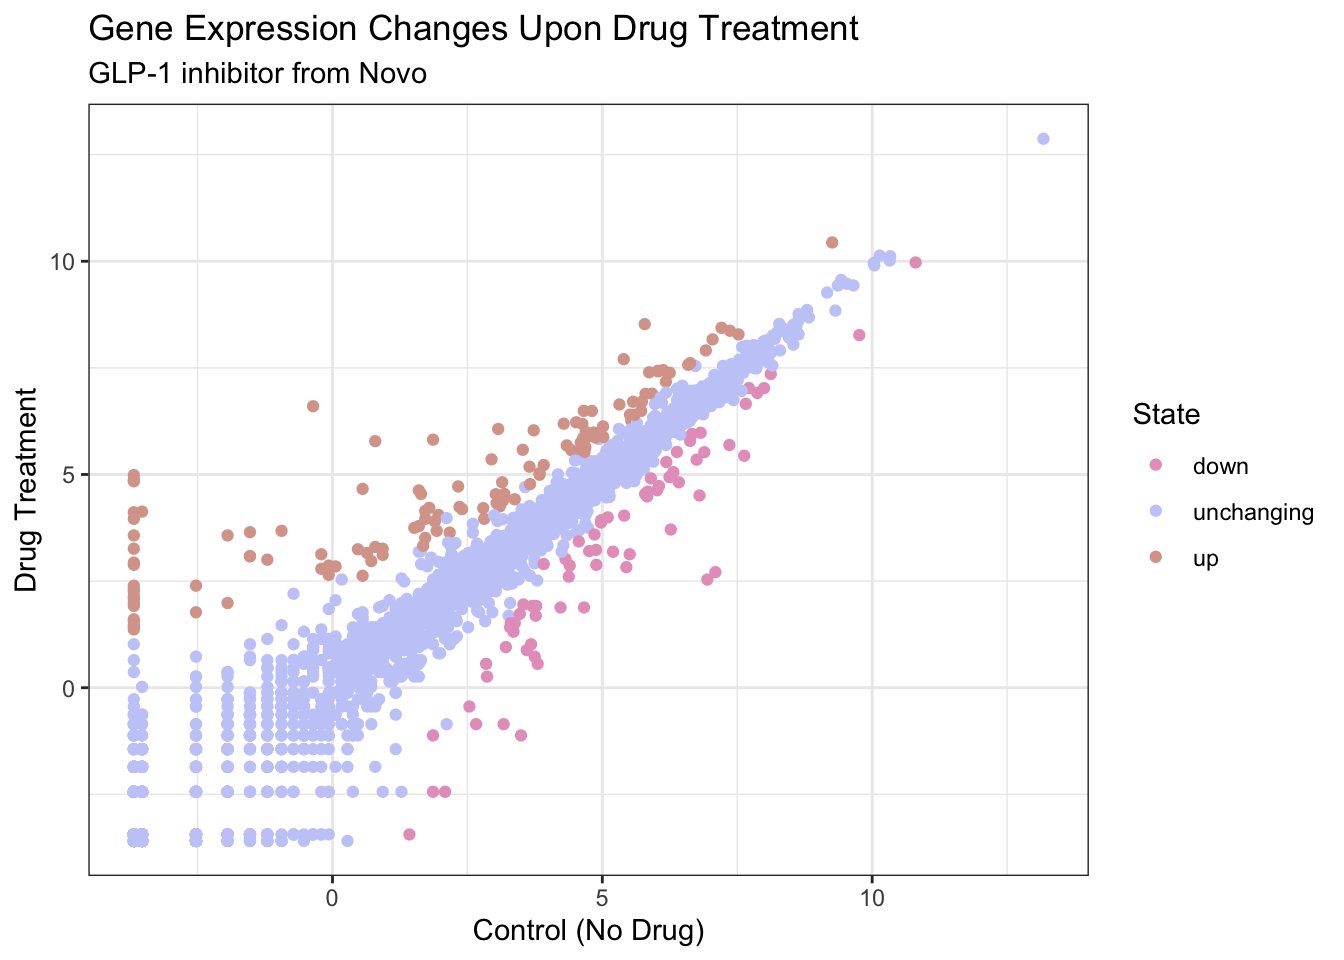 Gene Expression Changes Upon Drug Treatment
GLP-1 inhibitor from Novo
Drug Treatment
10
5
0
0
5
10
Control (No Drug)
State
down
unchanging
up